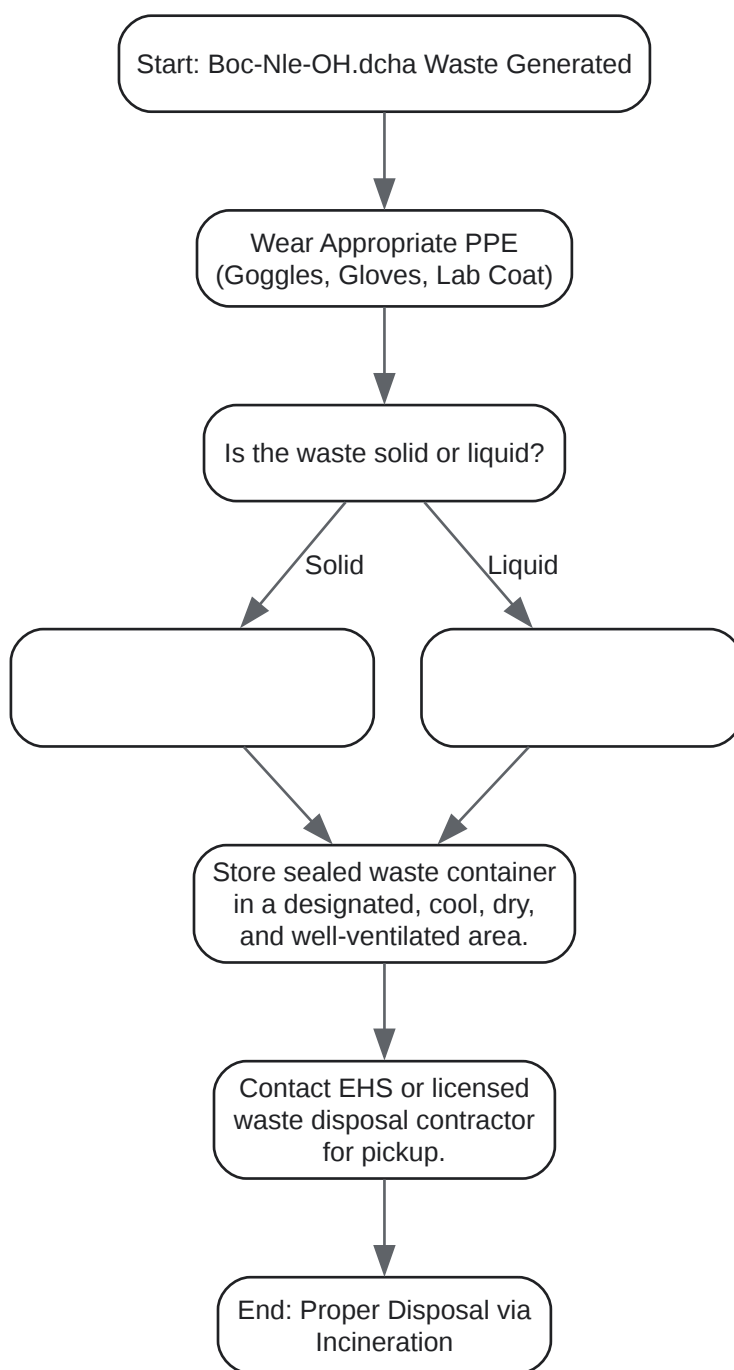 Start: Boc-Nle-OH.dcha Waste Generated
Wear Appropriate PPE
(Goggles, Gloves, Lab Coat)
Is the waste solid or liquid?
Solid
Liquid
Store sealed waste container
in a designated, cool, dry,
and well-ventilated area.
Contact EHS or licensed
waste disposal contractor
for pickup.
End: Proper Disposal via
Incineration